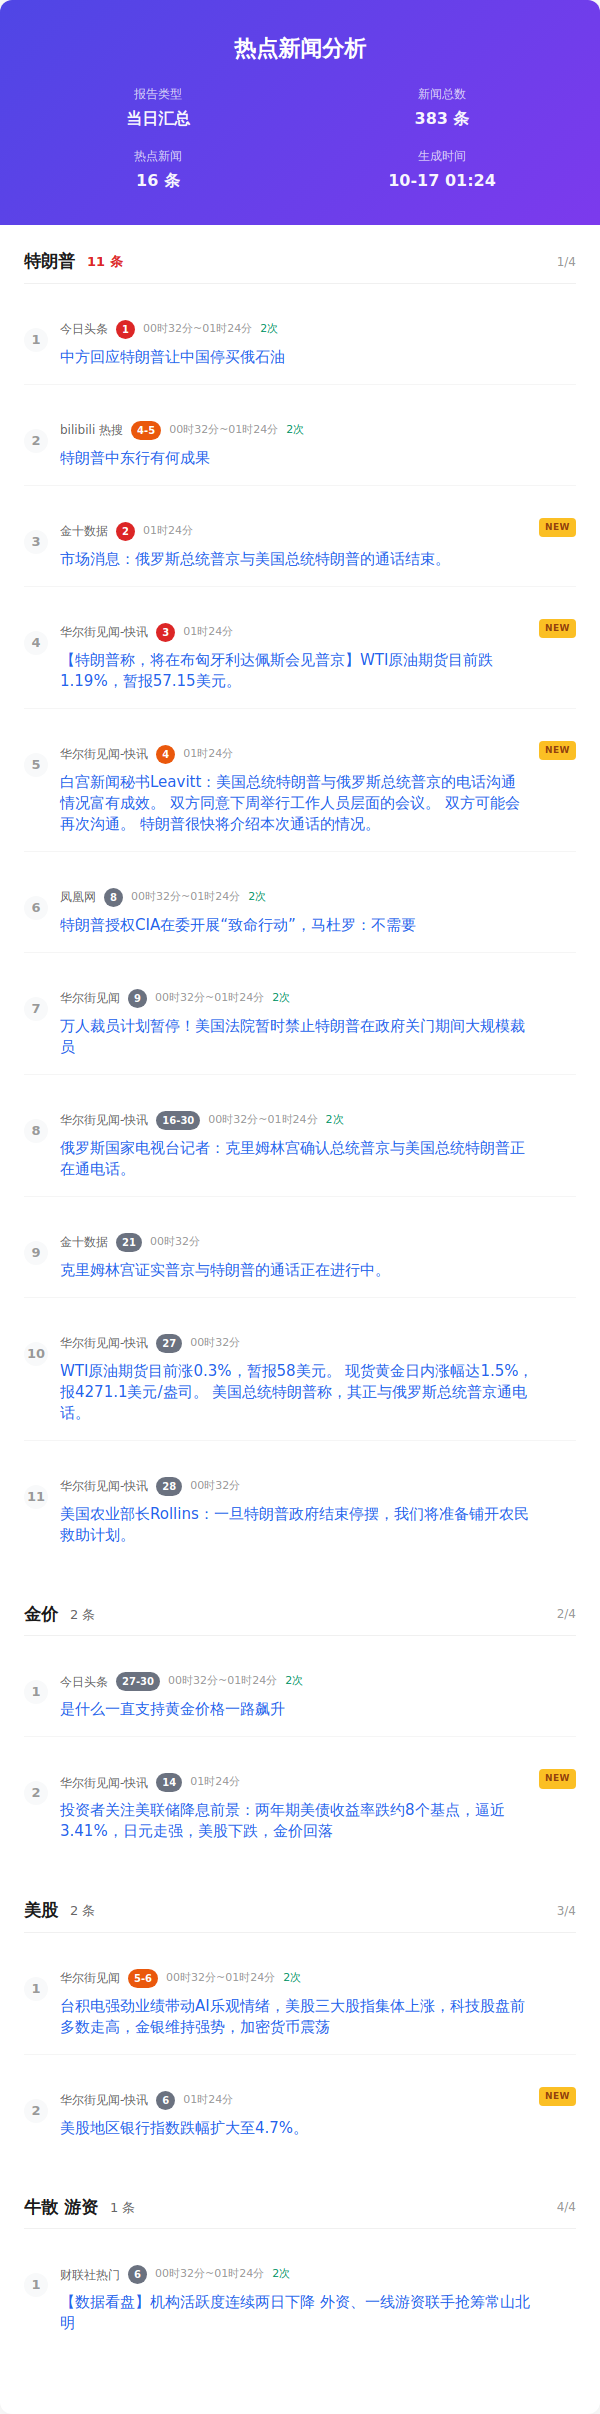 热点新闻分析
报告类型
新闻总数
当日汇总
383 条
热点新闻
生成时间
16 条
10-17 01:24
特朗普 11 条 1/4
1 今日头条 1 00时32分~01时24分 2次
中方回应特朗普让中国停买俄石油
2 bilibili 热搜 4-5 00时32分~01时24分 2次
特朗普中东行有何成果
3 金十数据 2 01时24分 NEW
市场消息：俄罗斯总统普京与美国总统特朗普的通话结束。
4 华尔街见闻-快讯 3 01时24分 NEW
【特朗普称，将在布匈牙利达佩斯会见普京】WTI原油期货目前跌
1.19%，暂报57.15美元。
5 华尔街见闻-快讯 4 01时24分 NEW
白宫新闻秘书Leavitt：美国总统特朗普与俄罗斯总统普京的电话沟通
情况富有成效。 双方同意下周举行工作人员层面的会议。 双方可能会
再次沟通。 特朗普很快将介绍本次通话的情况。
6 凤凰网 8 00时32分~01时24分 2次
特朗普授权CIA在委开展“致命行动”，马杜罗：不需要
7 华尔街见闻 9 00时32分~01时24分 2次
万人裁员计划暂停！美国法院暂时禁止特朗普在政府关门期间大规模裁
员
8 华尔街见闻-快讯 16-30 00时32分~01时24分 2次
俄罗斯国家电视台记者：克里姆林宫确认总统普京与美国总统特朗普正
在通电话。
9 金十数据 21 00时32分
克里姆林宫证实普京与特朗普的通话正在进行中。
10 华尔街见闻-快讯 27 00时32分
WTI原油期货目前涨0.3%，暂报58美元。 现货黄金日内涨幅达1.5%，
报4271.1美元/盎司。 美国总统特朗普称，其正与俄罗斯总统普京通电
话。
11 华尔街见闻-快讯 28 00时32分
美国农业部长Rollins：一旦特朗普政府结束停摆，我们将准备铺开农民
救助计划。
金价 2 条 2/4
1 今日头条 27-30 00时32分~01时24分 2次
是什么一直支持黄金价格一路飙升
2 华尔街见闻-快讯 14 01时24分 NEW
投资者关注美联储降息前景：两年期美债收益率跌约8个基点，逼近
3.41%，日元走强，美股下跌，金价回落
美股 2 条 3/4
1 华尔街见闻 5-6 00时32分~01时24分 2次
台积电强劲业绩带动AI乐观情绪，美股三大股指集体上涨，科技股盘前
多数走高，金银维持强势，加密货币震荡
2 华尔街见闻-快讯 6 01时24分 NEW
美股地区银行指数跌幅扩大至4.7%。
牛散 游资 1 条 4/4
1 财联社热门 6 00时32分~01时24分 2次
【数据看盘】机构活跃度连续两日下降 外资、一线游资联手抢筹常山北
明